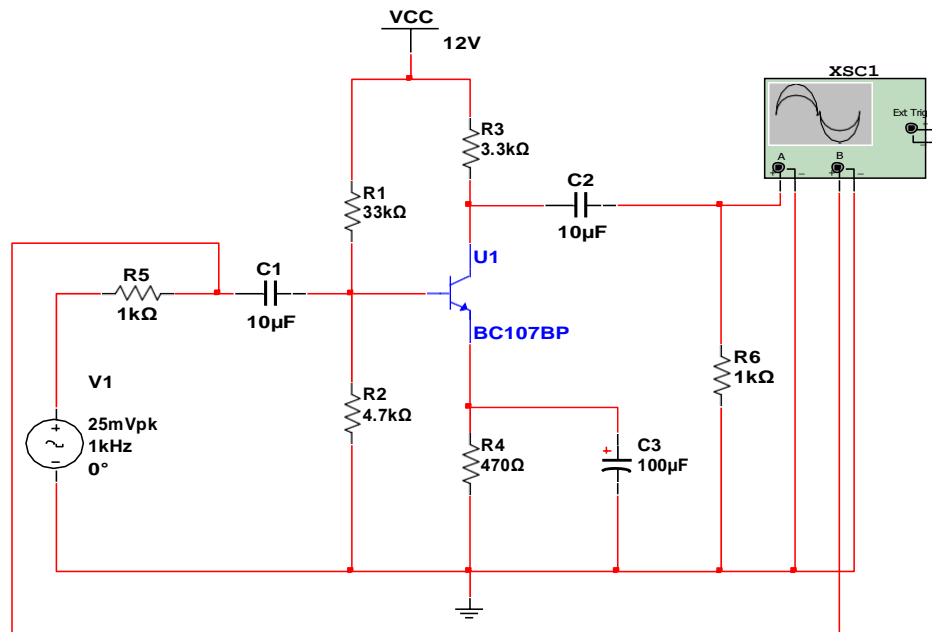 VCC
12V
XSC1
Ext Trig
+
−
A
B
+
−
+
−
R3
3.3kΩ
R1
33kΩ
C2
10µF
U1
BC107BP
R5
1kΩ
C1
10µF
V1
25mVpk
1kHz
0°
+
−
R2
4.7kΩ
R4
470Ω
+
C3
100µF
R6
1kΩ